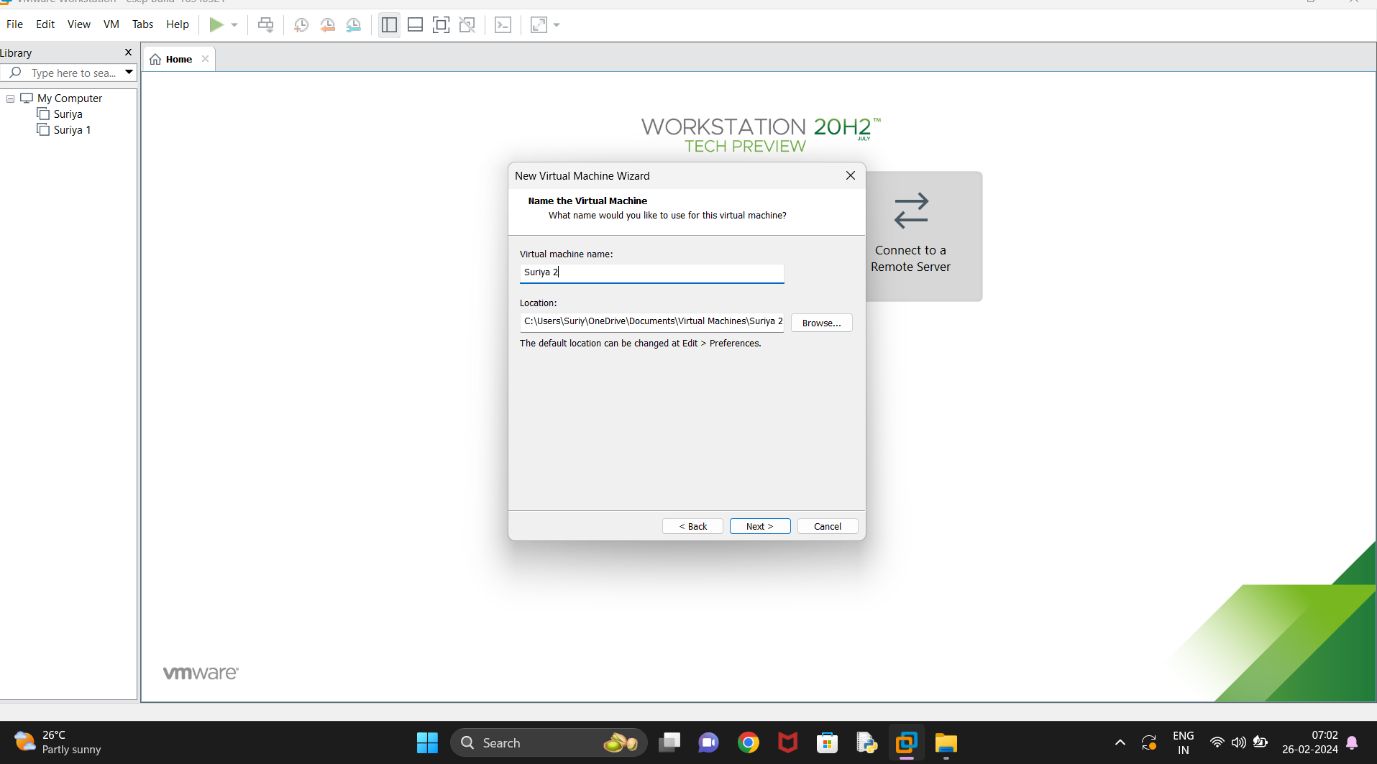 File Edit View VM Tabs Help
Library x
Type here to sea...
My Computer
Suriya
Suriya 1
Home
WORKSTATION 20H2™
JULY
TECH PREVIEW
New Virtual Machine Wizard
Name the Virtual Machine
What name would you like to use for this virtual machine?
Virtual machine name:
Suriya 2
Location:
C:\Users\Suriy\OneDrive\Documents\Virtual Machines\Suriya 2
Browse...
The default location can be changed at Edit > Preferences.
< Back Next > Cancel
Connect to a
Remote Server
vmware
26°C
Partly sunny
Search
ENG
IN
07:02
26-02-2024